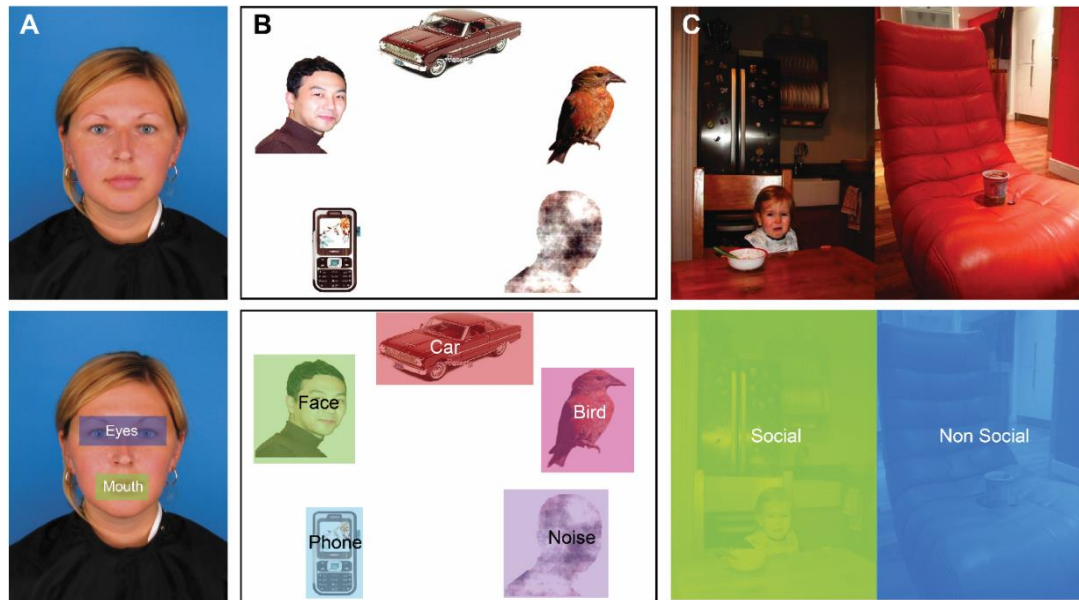 A
B
C
Eyes
Mouth
Car
Face
Bird
Phone
Noise
Social
Non Social